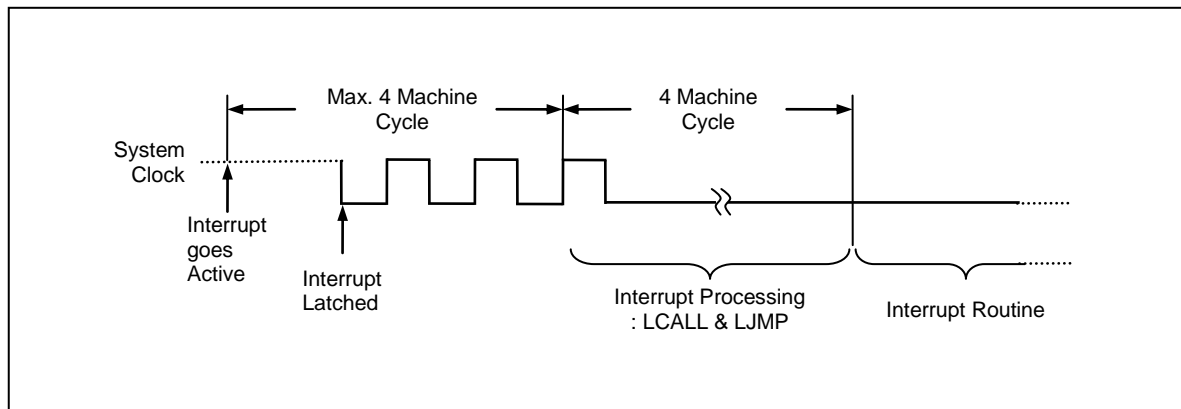 Max. 4 Machine
Cycle
4 Machine
Cycle
System
Clock
Interrupt
goes
Active
Interrupt
Latched
Interrupt Processing
: LCALL & LJMP
Interrupt Routine